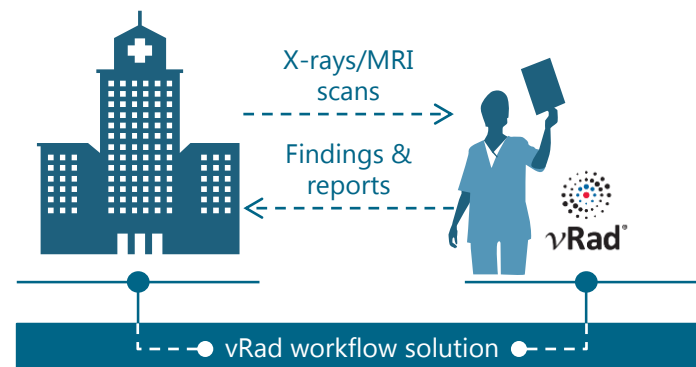 X-rays/MRI
scans
Findings &
reports
vRad®
vRad workflow solution